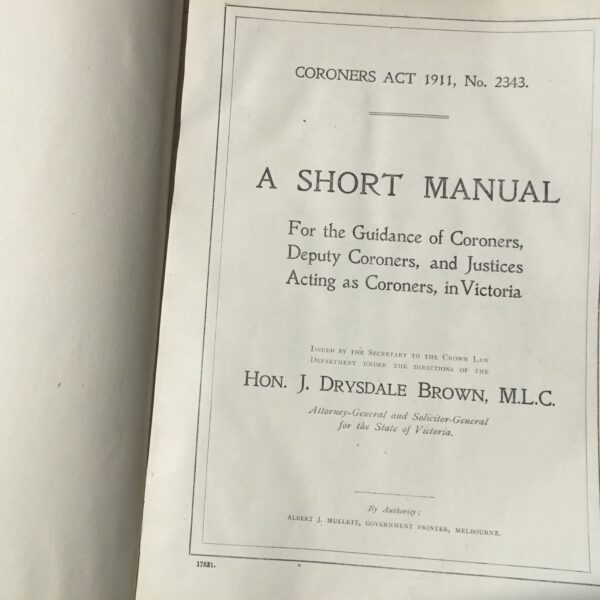 CORONERS ACT 1911, No. 2343.
A SHORT MANUAL
For the Guidance of Coroners,
Deputy Coroners, and Justices
Acting as Coroners, in Victoria
ISSUED BY THE SECRETARY TO THE CROWN LAW
DEPARTMENT UNDER THE DIRECTIONS OF THE
HON. J. DRYSDALE BROWN, M.L.C.
Attorney-General and Solicitor-General
for the State of Victoria.
By Authority:
ALBERT J. MULLETT, GOVERNMENT PRINTER, MELBOURNE.
17531.